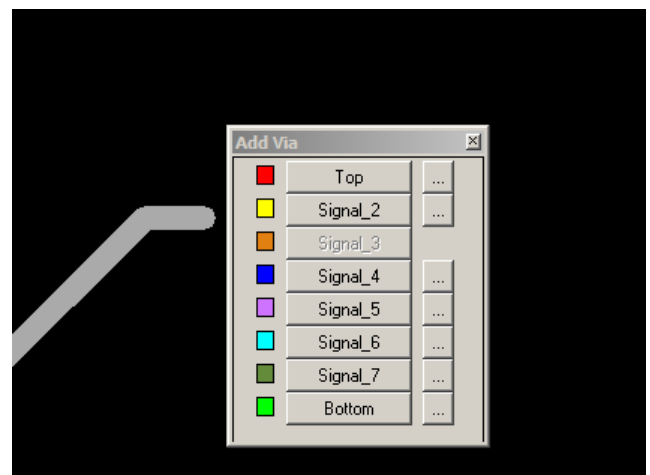 Add Via
Top ...
Signal_2 ...
Signal_3
Signal_4 ...
Signal_5 ...
Signal_6 ...
Signal_7 ...
Bottom ...